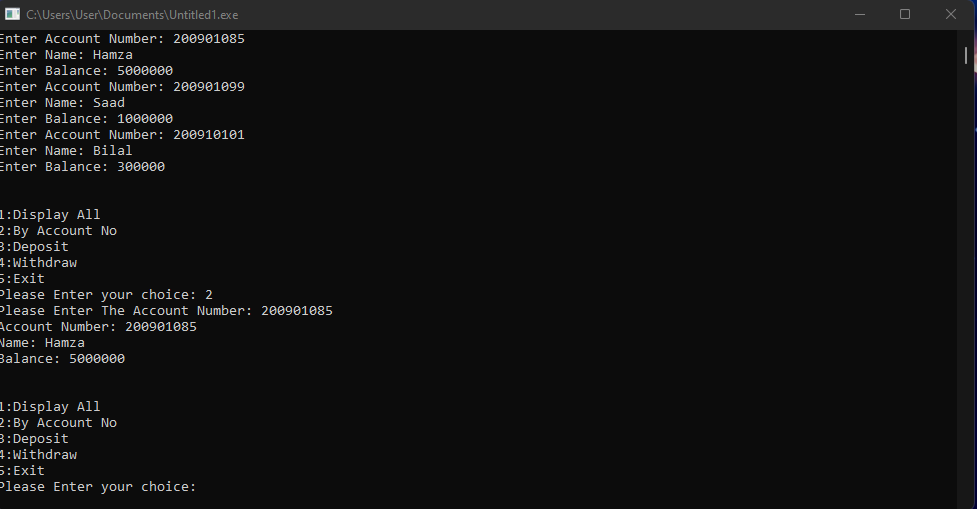 C:\Users\User\Documents\Untitled1.exe
Enter Account Number: 200901085
Enter Name: Hamza
Enter Balance: 5000000
Enter Account Number: 200901099
Enter Name: Saad
Enter Balance: 1000000
Enter Account Number: 200910101
Enter Name: Bilal
Enter Balance: 300000
1:Display All
2:By Account No
3:Deposit
4:Withdraw
5:Exit
Please Enter your choice: 2
Please Enter The Account Number: 200901085
Account Number: 200901085
Name: Hamza
Balance: 5000000
1:Display All
2:By Account No
3:Deposit
4:Withdraw
5:Exit
Please Enter your choice: